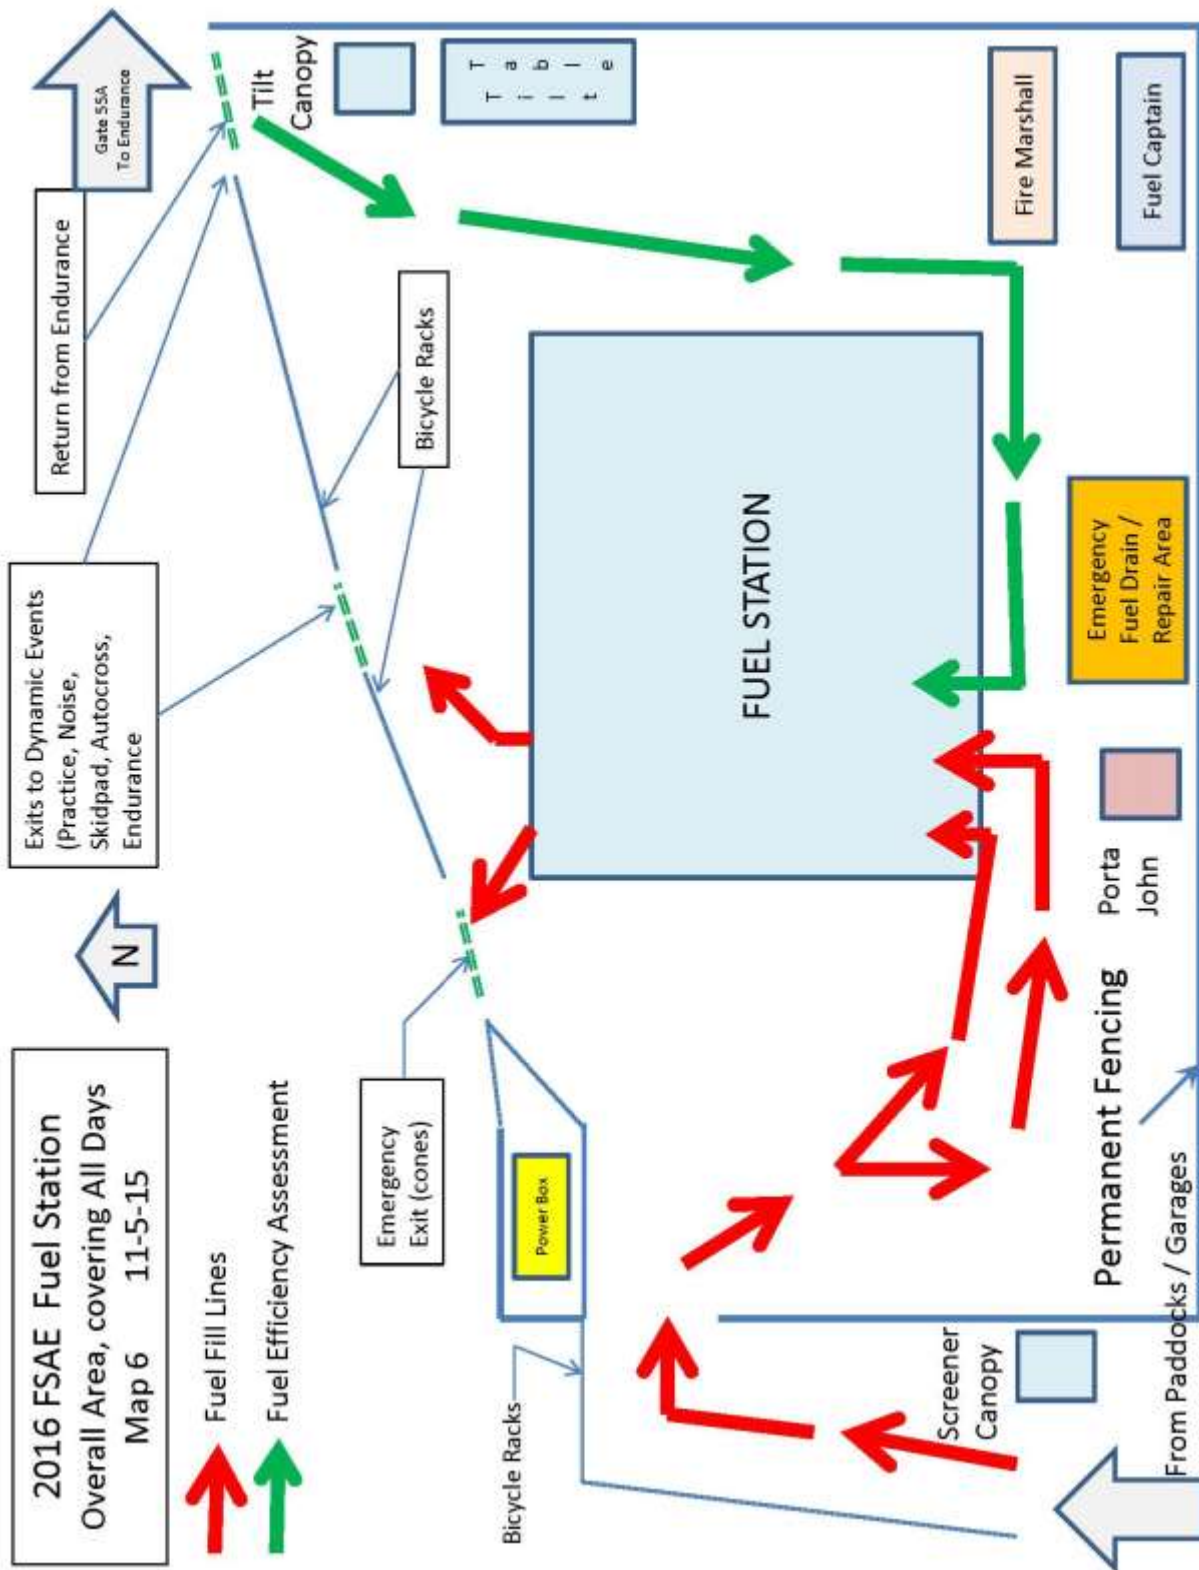 2016 FSAE Fuel Station
Overall Area, covering All Days
Map 6 11-5-15
N
Exits to Dynamic Events
(Practice, Noise,
Skidpad, Autocross,
Endurance
Return from Endurance
Gate 55A
To Endurance
Fuel Fill Lines
Fuel Efficiency Assessment
Emergency
Exit (cones)
Bicycle Racks
Tilt
Canopy
Tilt
Table
Power Box
Bicycle Racks
FUEL STATION
Screener
Canopy
Permanent Fencing
Porta
John
Emergency
Fuel Drain /
Repair Area
Fire Marshall
Fuel Captain
From Paddocks / Garages